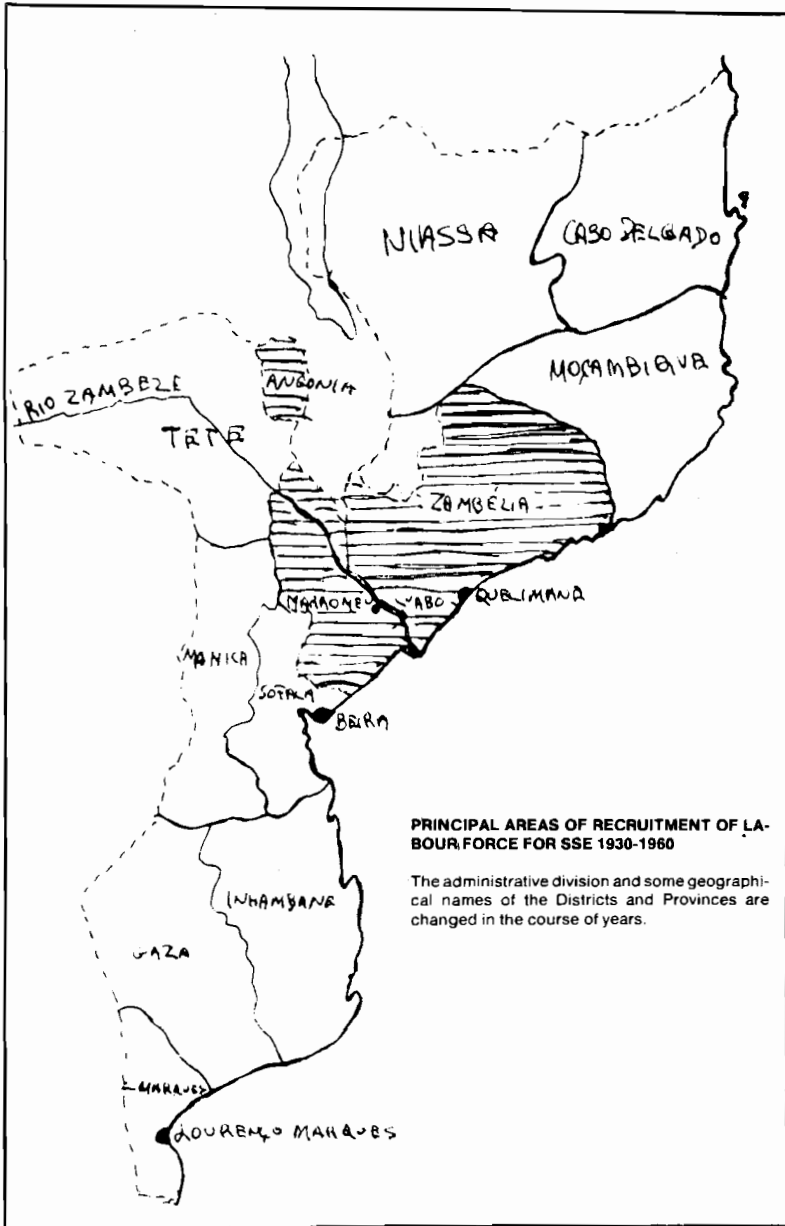 NIASSA
CABO DELGADO
MOÇAMBIQUE
ANGONIA
RIO ZAMBEZE
TETE
ZAMBÉZIA
QUELIMANE
MANICA
SOFALA
BEIRA
PRINCIPAL AREAS OF RECRUITMENT OF LA-
BOUR FORCE FOR SSE 1930-1960
The administrative division and some geographi-
cal names of the Districts and Provinces are
changed in the course of years.
INHAMBANE
GAZA
L. MARQUES
LOURENÇO MARQUES